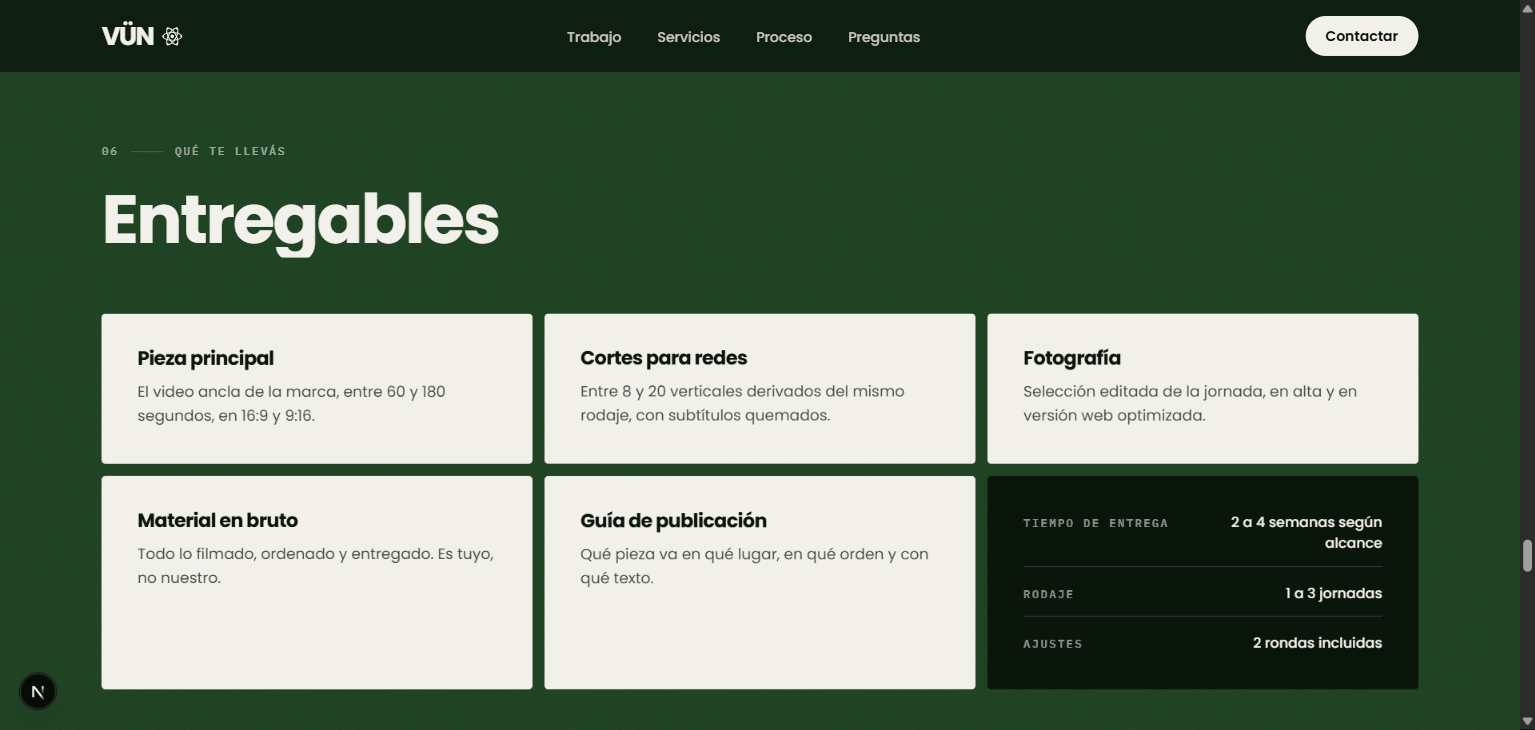 VÜN
Trabajo
Servicios
Proceso
Preguntas
Contactar
06
QUÉ TE LLEVÁS
Entregables
Pieza principal
El video ancla de la marca, entre 60 y 180
segundos, en 16:9 y 9:16.
Cortes para redes
Entre 8 y 20 verticales derivados del mismo
rodaje, con subtítulos quemados.
Fotografía
Selección editada de la jornada, en alta y en
versión web optimizada.
Material en bruto
Todo lo filmado, ordenado y entregado. Es tuyo,
no nuestro.
Guía de publicación
Qué pieza va en qué lugar, en qué orden y con
qué texto.
TIEMPO DE ENTREGA
2 a 4 semanas según
alcance
RODAJE
1 a 3 jornadas
AJUSTES
2 rondas incluidas
N